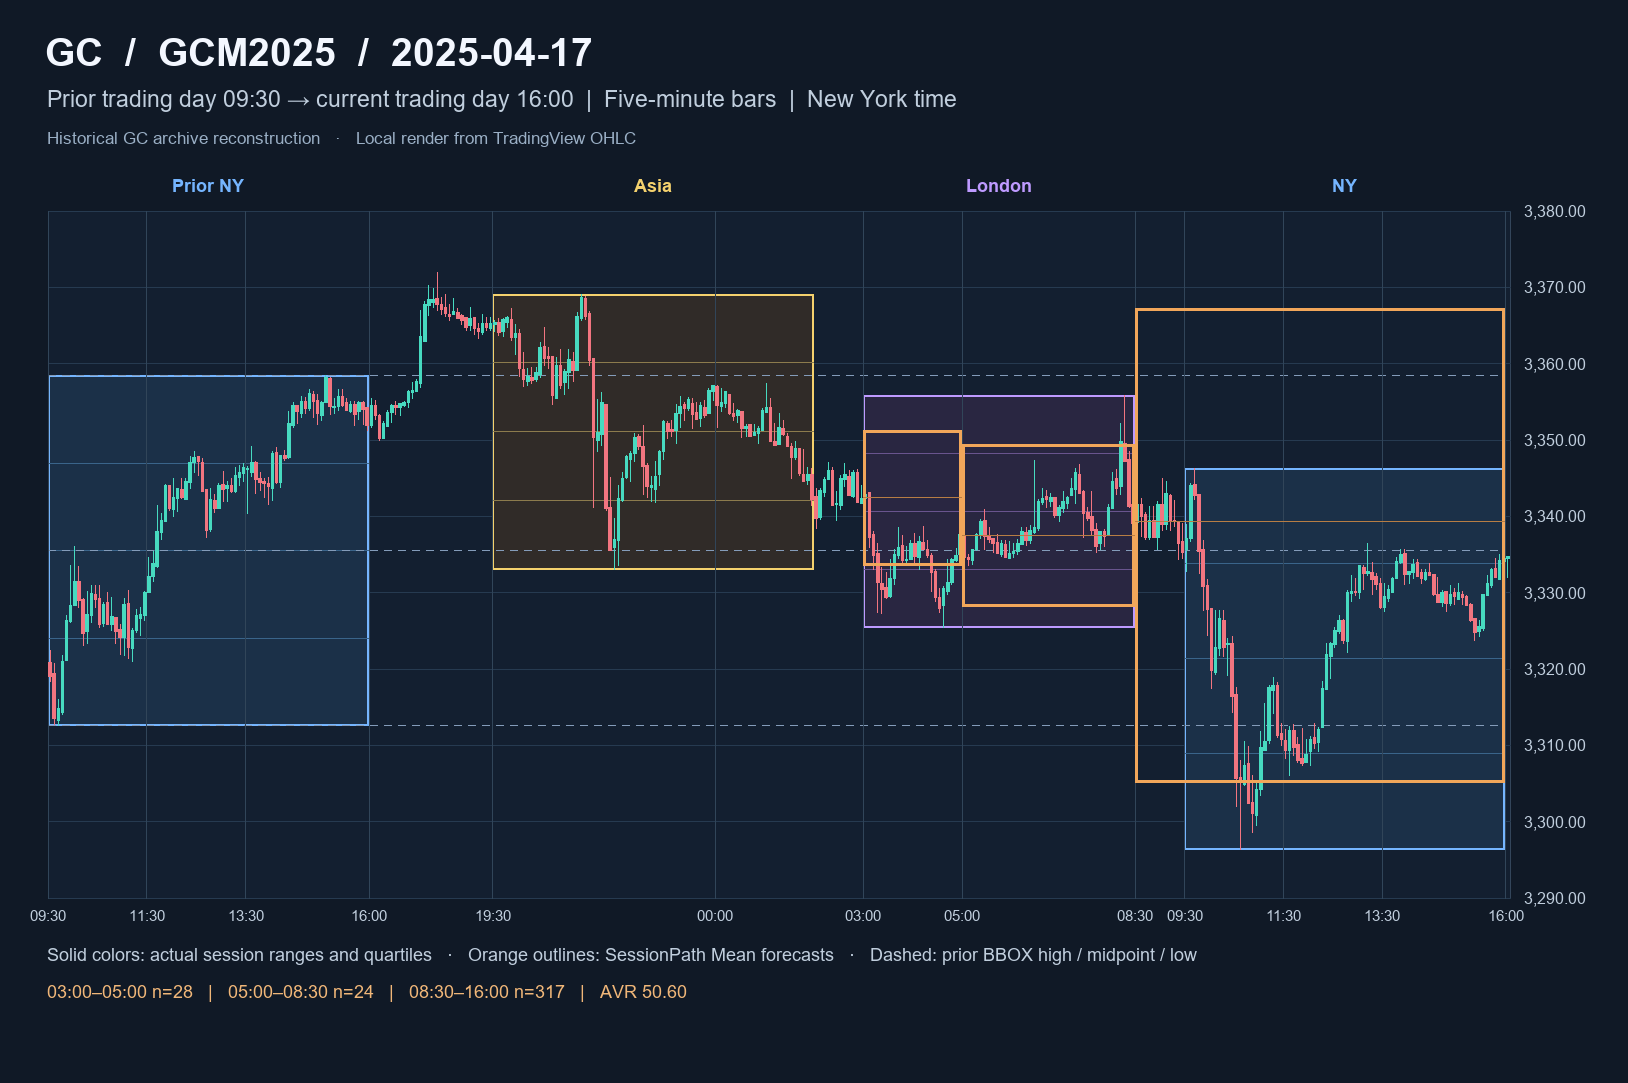 GC / GCM2025 / 2025-04-17
Prior trading day 09:30 → current trading day 16:00 | Five-minute bars | New York time
Historical GC archive reconstruction · Local render from TradingView OHLC
Prior NY Asia London NY
3,380.00
3,370.00
3,360.00
3,350.00
3,340.00
3,330.00
3,320.00
3,310.00
3,300.00
3,290.00
09:30 11:30 13:30 16:00 19:30 00:00 03:00 05:00 08:30 09:30 11:30 13:30 16:00
Solid colors: actual session ranges and quartiles · Orange outlines: SessionPath Mean forecasts · Dashed: prior BBOX high / midpoint / low
03:00–05:00 n=28 | 05:00–08:30 n=24 | 08:30–16:00 n=317 | AVR 50.60